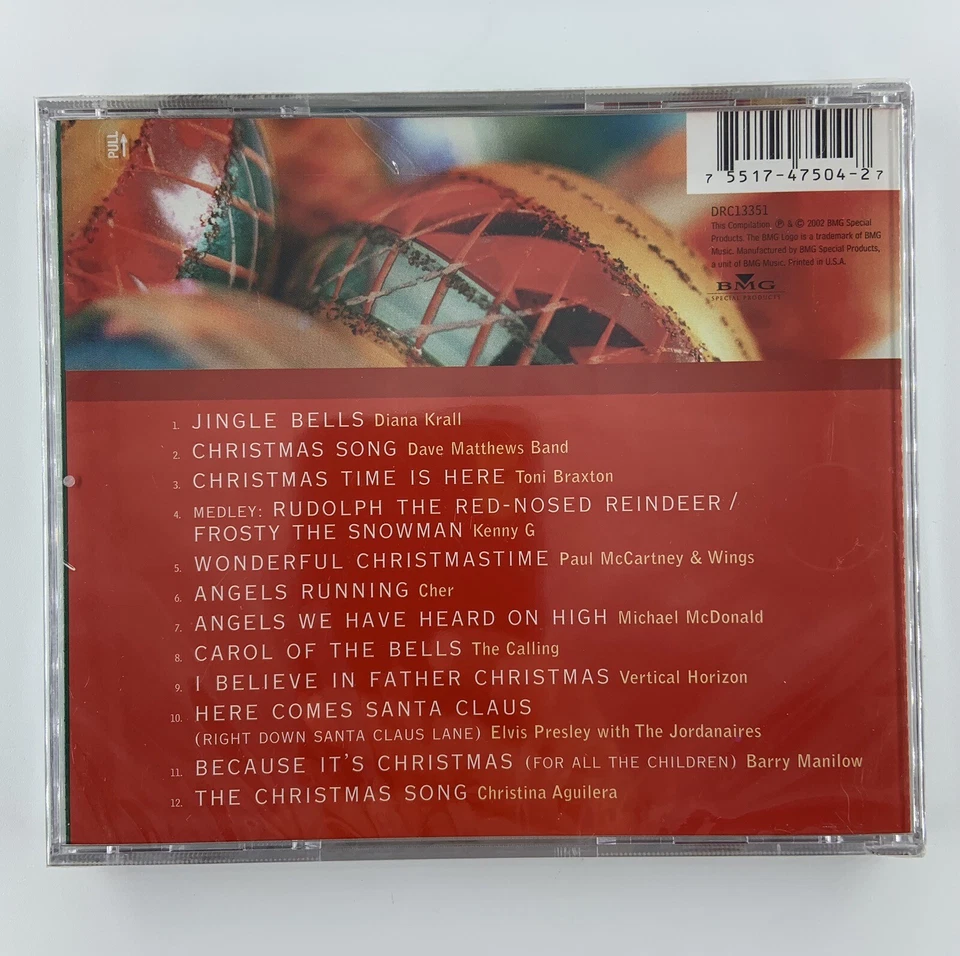 PULL
7 5517-47504-2 7
DRC13351
This Compilation ℗ & © 2002 BMG Special
Products. The BMG Logo is a trademark of BMG
Music. Manufactured by BMG Special Products,
a unit of BMG Music. Printed in U.S.A.
BMG
SPECIAL PRODUCTS
1. JINGLE BELLS Diana Krall
2. CHRISTMAS SONG Dave Matthews Band
3. CHRISTMAS TIME IS HERE Toni Braxton
4. MEDLEY: RUDOLPH THE RED-NOSED REINDEER /
FROSTY THE SNOWMAN Kenny G
5. WONDERFUL CHRISTMASTIME Paul McCartney & Wings
6. ANGELS RUNNING Cher
7. ANGELS WE HAVE HEARD ON HIGH Michael McDonald
8. CAROL OF THE BELLS The Calling
9. I BELIEVE IN FATHER CHRISTMAS Vertical Horizon
10. HERE COMES SANTA CLAUS
(RIGHT DOWN SANTA CLAUS LANE) Elvis Presley with The Jordanaires
11. BECAUSE IT'S CHRISTMAS (FOR ALL THE CHILDREN) Barry Manilow
12. THE CHRISTMAS SONG Christina Aguilera